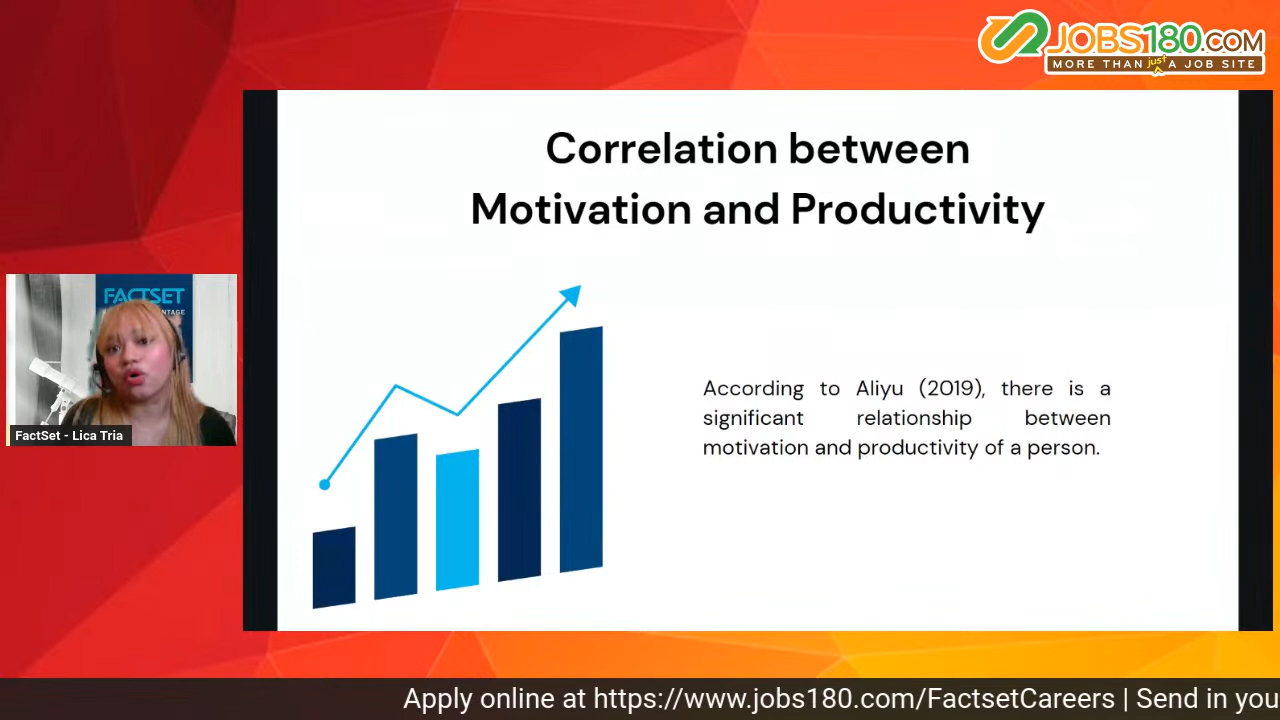 JOBS180.COM
MORE THAN just A JOB SITE
Correlation between
Motivation and Productivity
FACTSET
NTAGE
According to Aliyu (2019), there is a
significant relationship between
motivation and productivity of a person.
FactSet - Lica Tria
Apply online at https://www.jobs180.com/FactsetCareers | Send in you